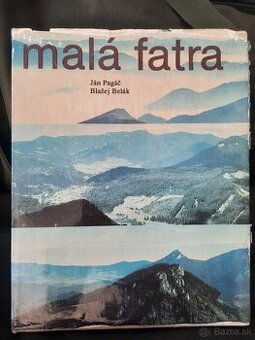 malá fatra
Ján Pagáč
Blažej Belák
Bazos.sk